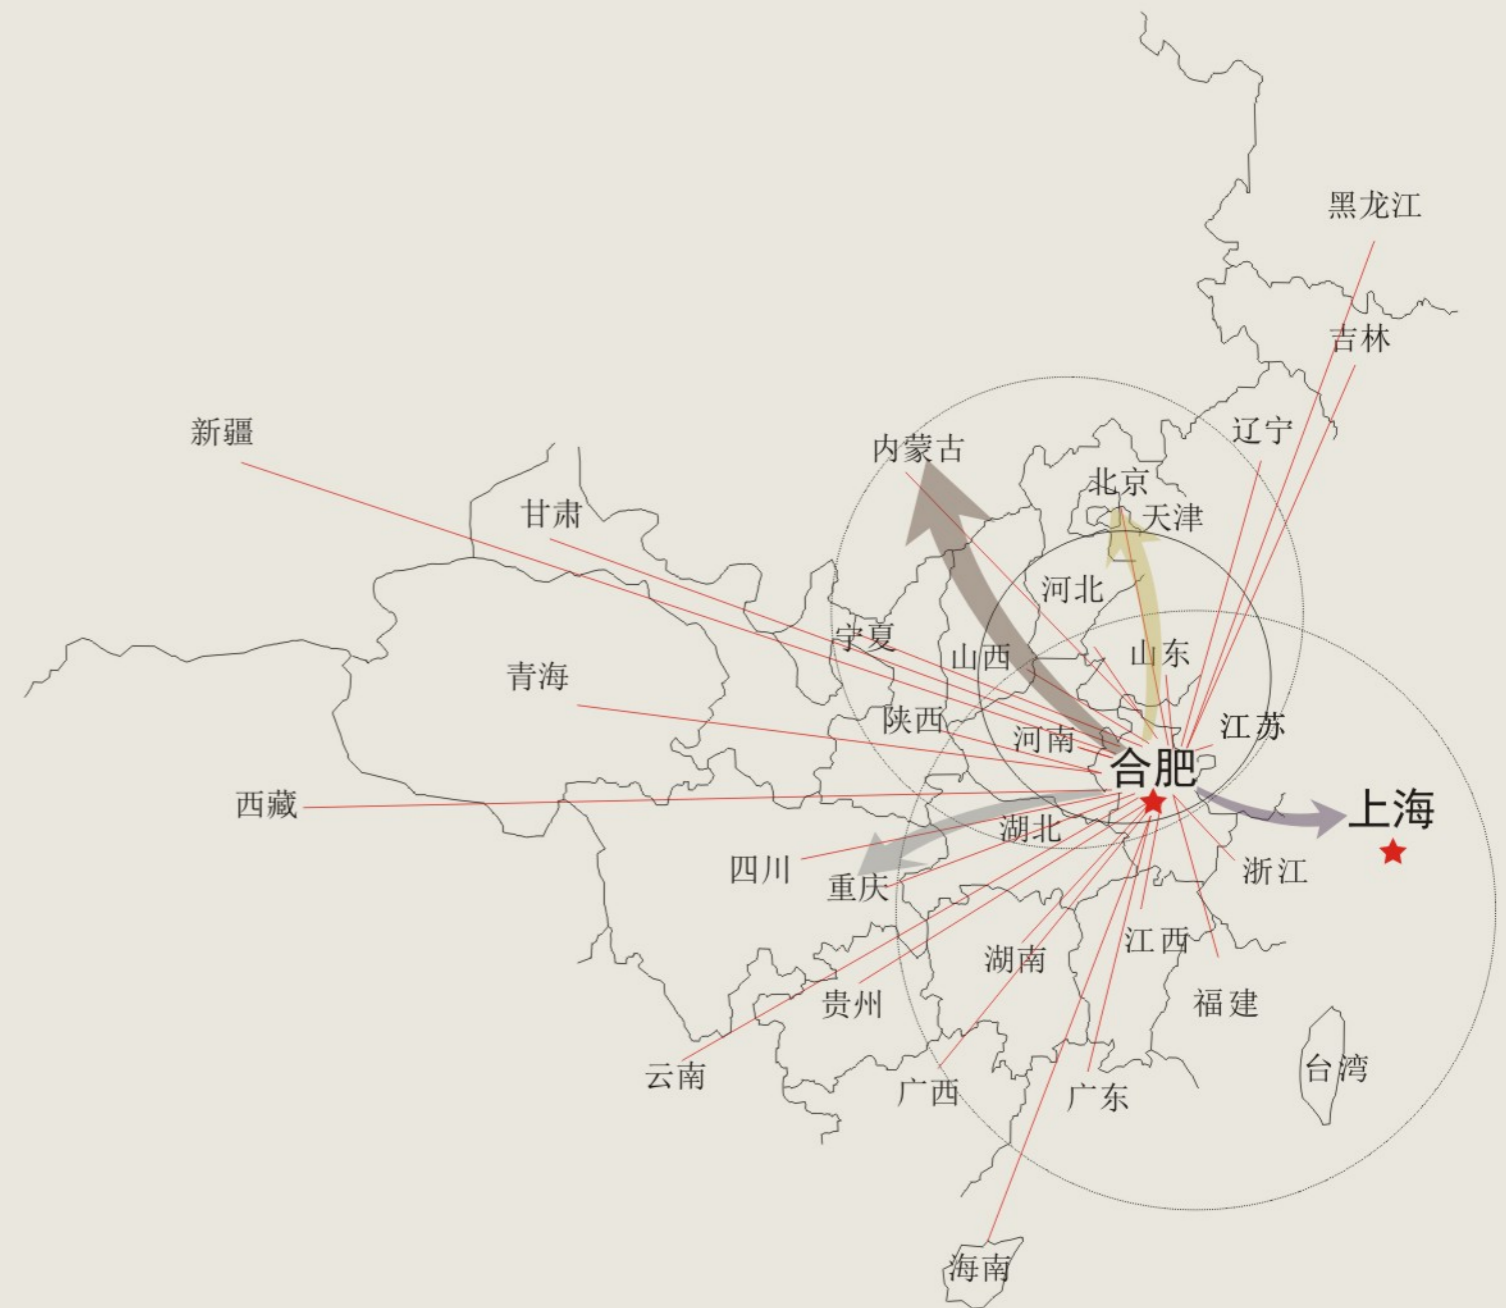 黑龙江
吉林
辽宁
新疆
内蒙古
北京
甘肃
天津
河北
宁夏
山西
山东
青海
陕西
河南
江苏
合肥
西藏
上海
湖北
四川
重庆
浙江
湖南
江西
贵州
福建
云南
广西
广东
台湾
海南